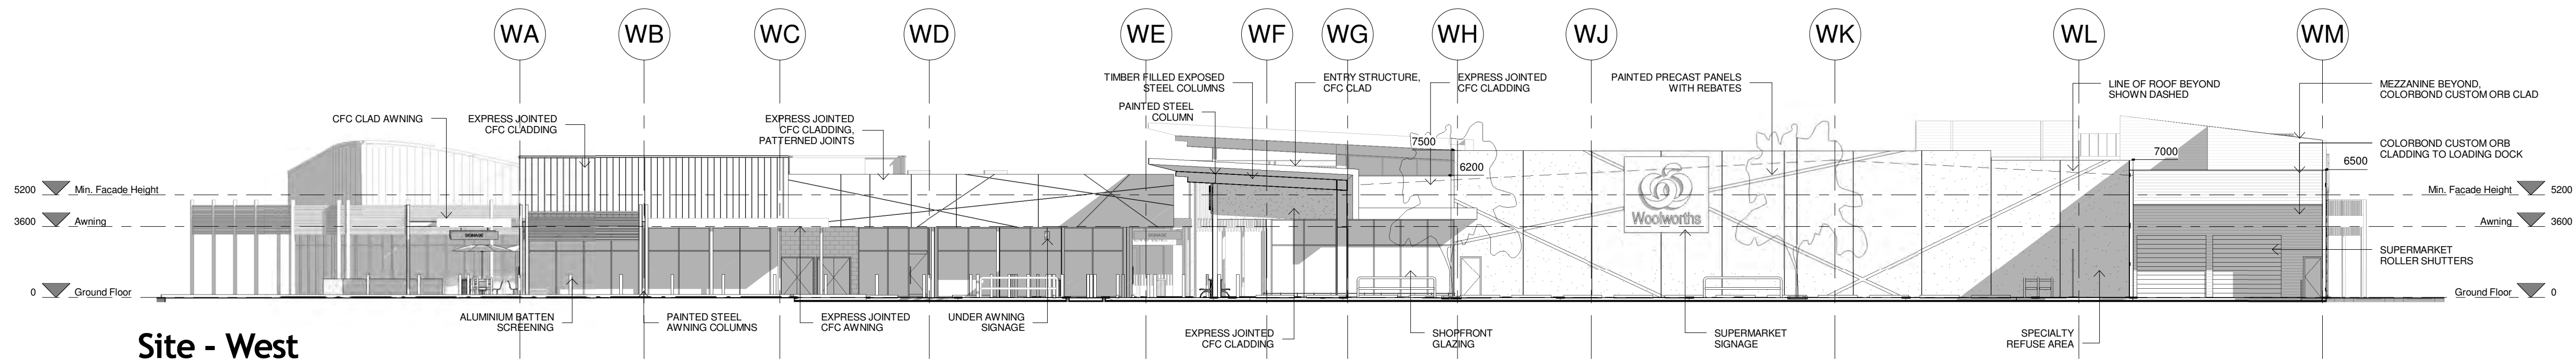 WA
WB
WC
WD
WE
WF
WG
WH
WJ
WK
WL
WM
TIMBER FILLED EXPOSED
STEEL COLUMNS
ENTRY STRUCTURE,
CFC CLAD
EXPRESS JOINTED
CFC CLADDING
PAINTED PRECAST PANELS
WITH REBATES
LINE OF ROOF BEYOND
SHOWN DASHED
MEZZANINE BEYOND,
COLORBOND CUSTOM ORB CLAD
PAINTED STEEL
COLUMN
CFC CLAD AWNING
EXPRESS JOINTED
CFC CLADDING
EXPRESS JOINTED
CFC CLADDING,
PATTERNED JOINTS
7500
6200
7000
COLORBOND CUSTOM ORB
CLADDING TO LOADING DOCK
6500
5200 Min. Facade Height
Min. Facade Height 5200
3600 Awning
Awning 3600
Woolworths
SIGNAGE
SIGNAGE
SUPERMARKET
ROLLER SHUTTERS
0 Ground Floor
Ground Floor 0
ALUMINIUM BATTEN
SCREENING
PAINTED STEEL
AWNING COLUMNS
EXPRESS JOINTED
CFC AWNING
UNDER AWNING
SIGNAGE
EXPRESS JOINTED
CFC CLADDING
SHOPFRONT
GLAZING
SUPERMARKET
SIGNAGE
SPECIALTY
REFUSE AREA
Site - West